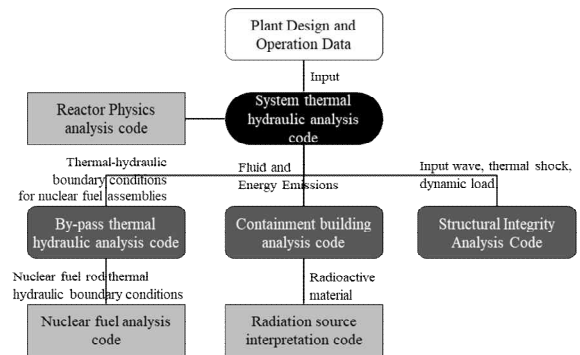 Plant Design and
Operation Data
Input
Reactor Physics
analysis code
System thermal
hydraulic analysis
code
Thermal-hydraulic
boundary conditions
for nuclear fuel assemblies
Fluid and
Energy Emissions
Input wave, thermal shock,
dynamic load
By-pass thermal
hydraulic analysis code
Containment building
analysis code
Structural Integrity
Analysis Code
Nuclear fuel rod thermal
hydraulic boundary conditions
Radioactive
material
Nuclear fuel analysis
code
Radiation source
interpretation code